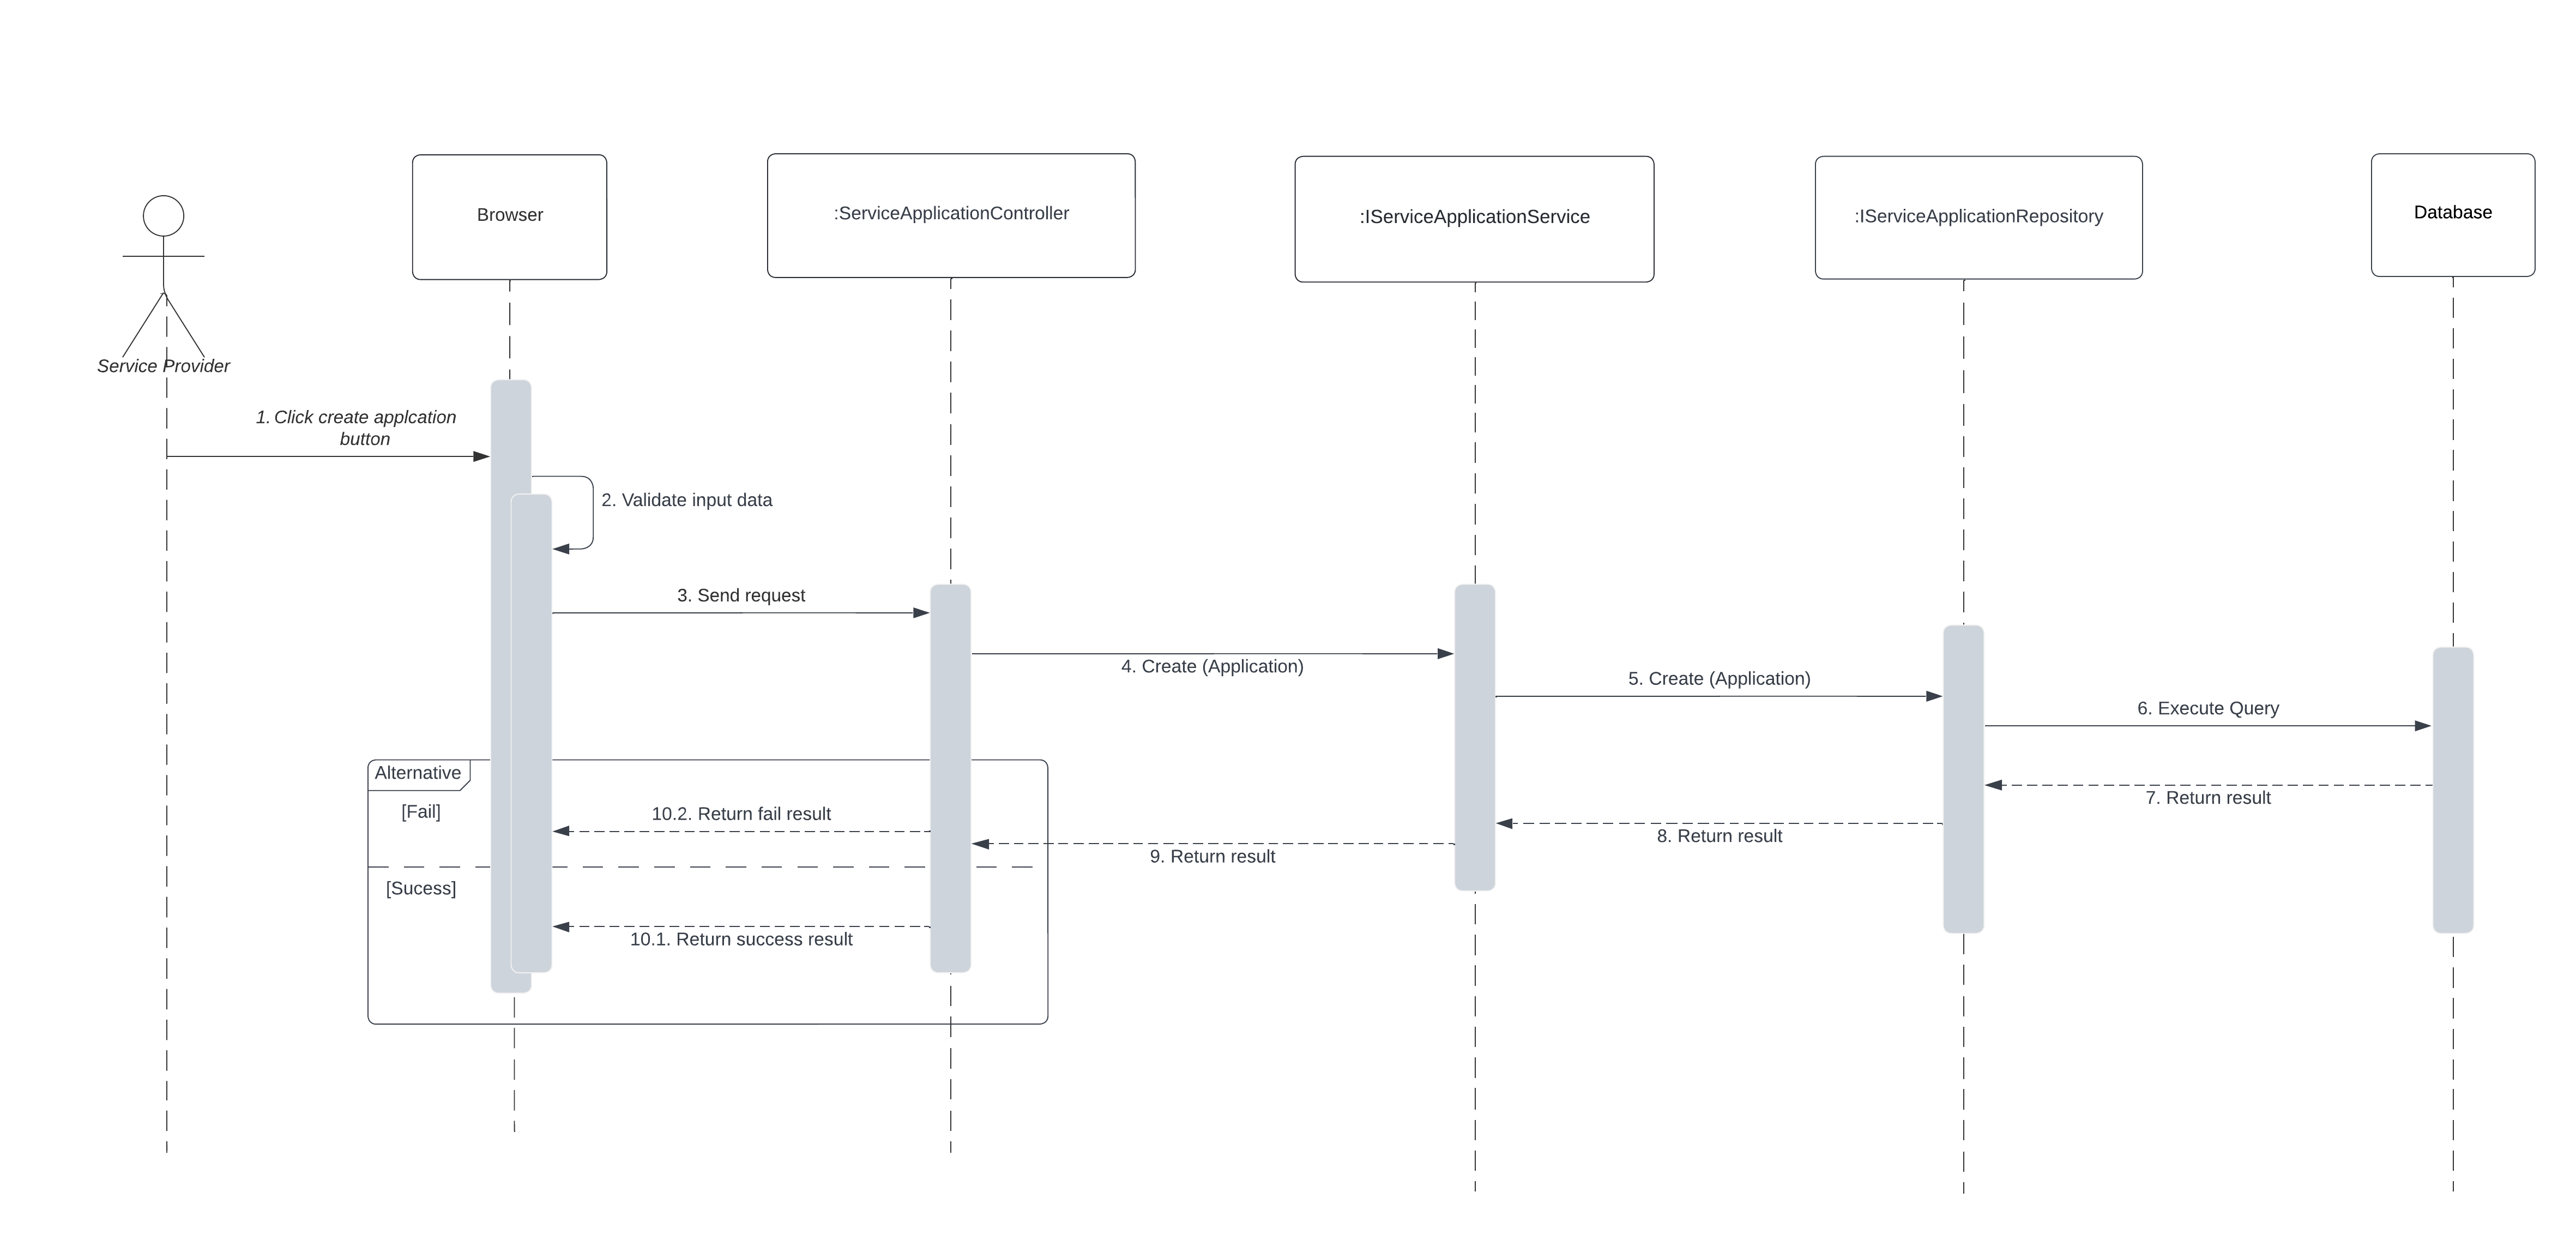 Browser
:ServiceApplicationController
:IServiceApplicationService
:IServiceApplicationRepository
Database
Service Provider
1. Click create applcation
button
2. Validate input data
3. Send request
4. Create (Application)
5. Create (Application)
6. Execute Query
Alternative
[Fail]
7. Return result
10.2. Return fail result
8. Return result
9. Return result
[Sucess]
10.1. Return success result